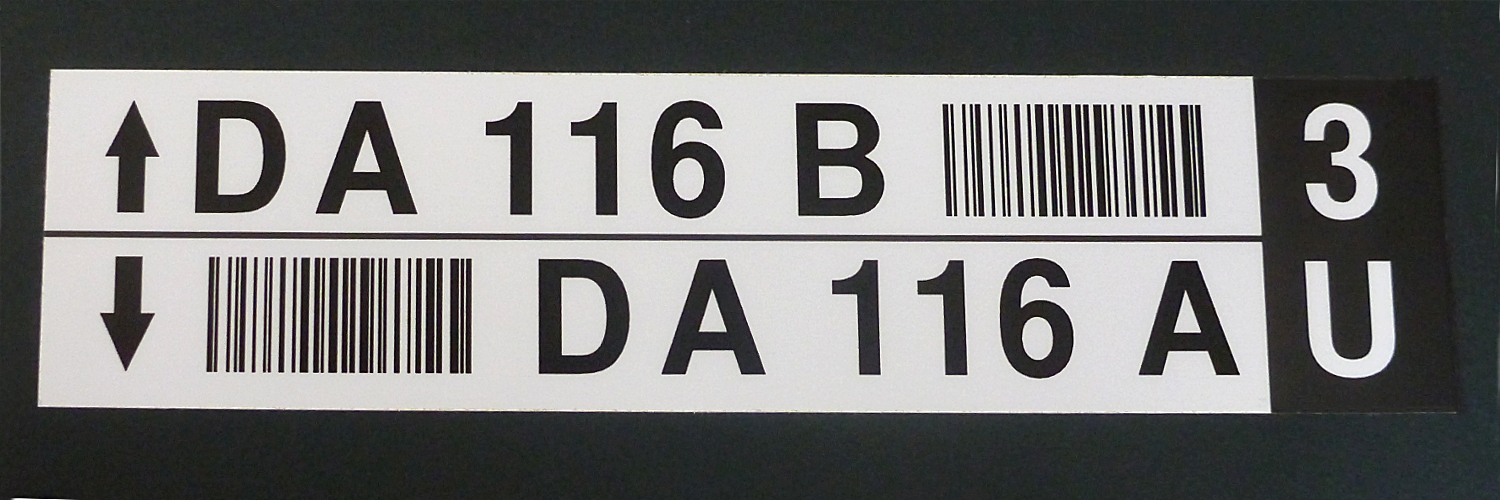 ↑ DA 116 B 3
↓ DA 116 A U